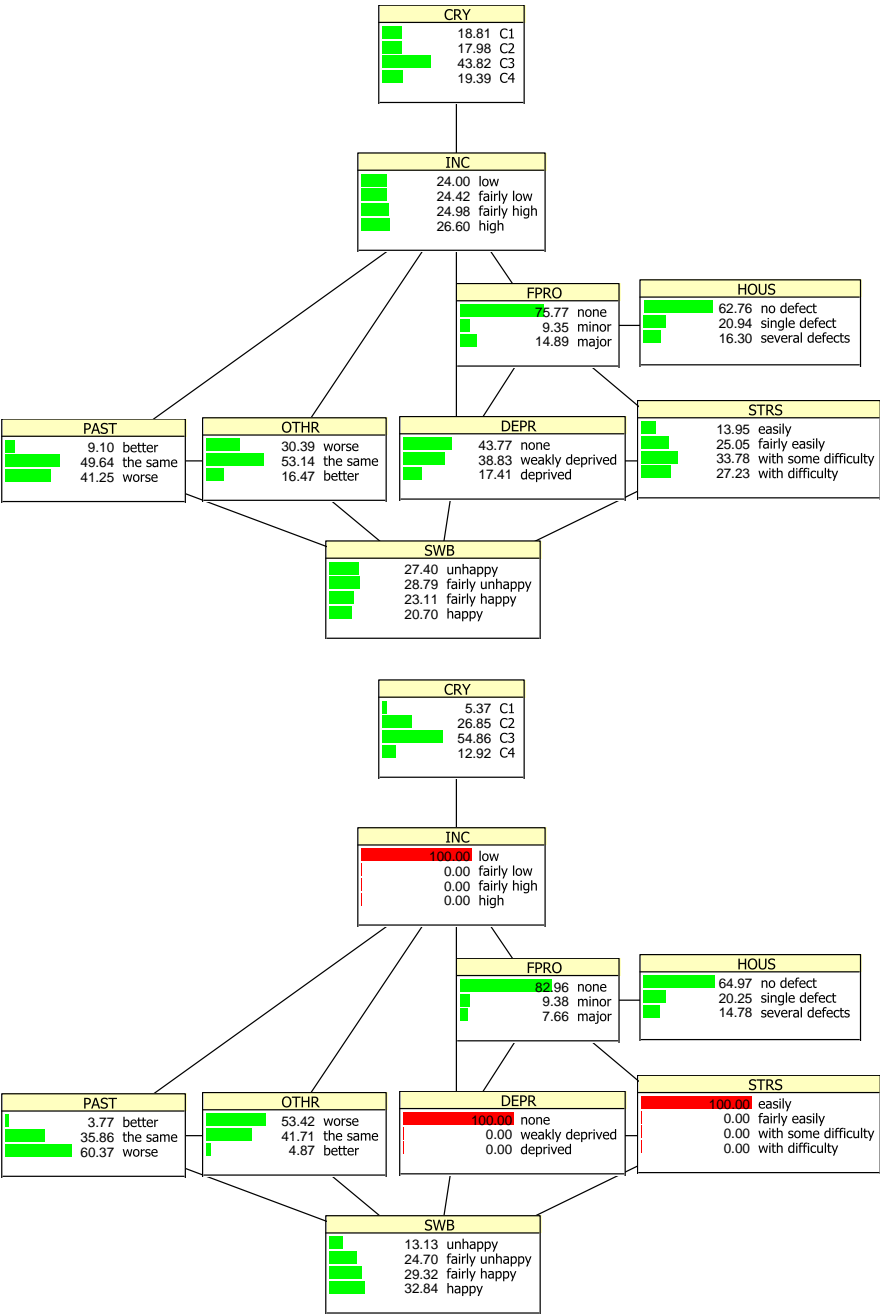 CRY
18.81 C1
17.98 C2
43.82 C3
19.39 C4
INC
24.00 low
24.42 fairly low
24.98 fairly high
26.60 high
FPRO
75.77 none
9.35 minor
14.89 major
HOUS
62.76 no defect
20.94 single defect
16.30 several defects
PAST
9.10 better
49.64 the same
41.25 worse
OTHR
30.39 worse
53.14 the same
16.47 better
DEPR
43.77 none
38.83 weakly deprived
17.41 deprived
STRS
13.95 easily
25.05 fairly easily
33.78 with some difficulty
27.23 with difficulty
SWB
27.40 unhappy
28.79 fairly unhappy
23.11 fairly happy
20.70 happy
CRY
5.37 C1
26.85 C2
54.86 C3
12.92 C4
INC
100.00 low
0.00 fairly low
0.00 fairly high
0.00 high
FPRO
82.96 none
9.38 minor
7.66 major
HOUS
64.97 no defect
20.25 single defect
14.78 several defects
PAST
3.77 better
35.86 the same
60.37 worse
OTHR
53.42 worse
41.71 the same
4.87 better
DEPR
100.00 none
0.00 weakly deprived
0.00 deprived
STRS
100.00 easily
0.00 fairly easily
0.00 with some difficulty
0.00 with difficulty
SWB
13.13 unhappy
24.70 fairly unhappy
29.32 fairly happy
32.84 happy